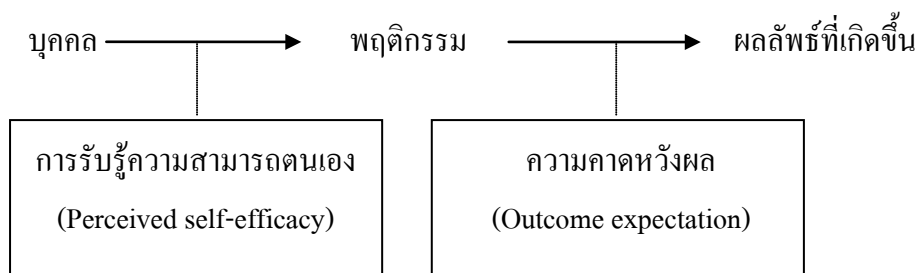 บุคคล พฤติกรรม ผลลัพธ์ที่เกิดขึ้น
การรับรู้ความสามารถตนเอง
(Perceived self-efficacy)
ความคาดหวังผล
(Outcome expectation)